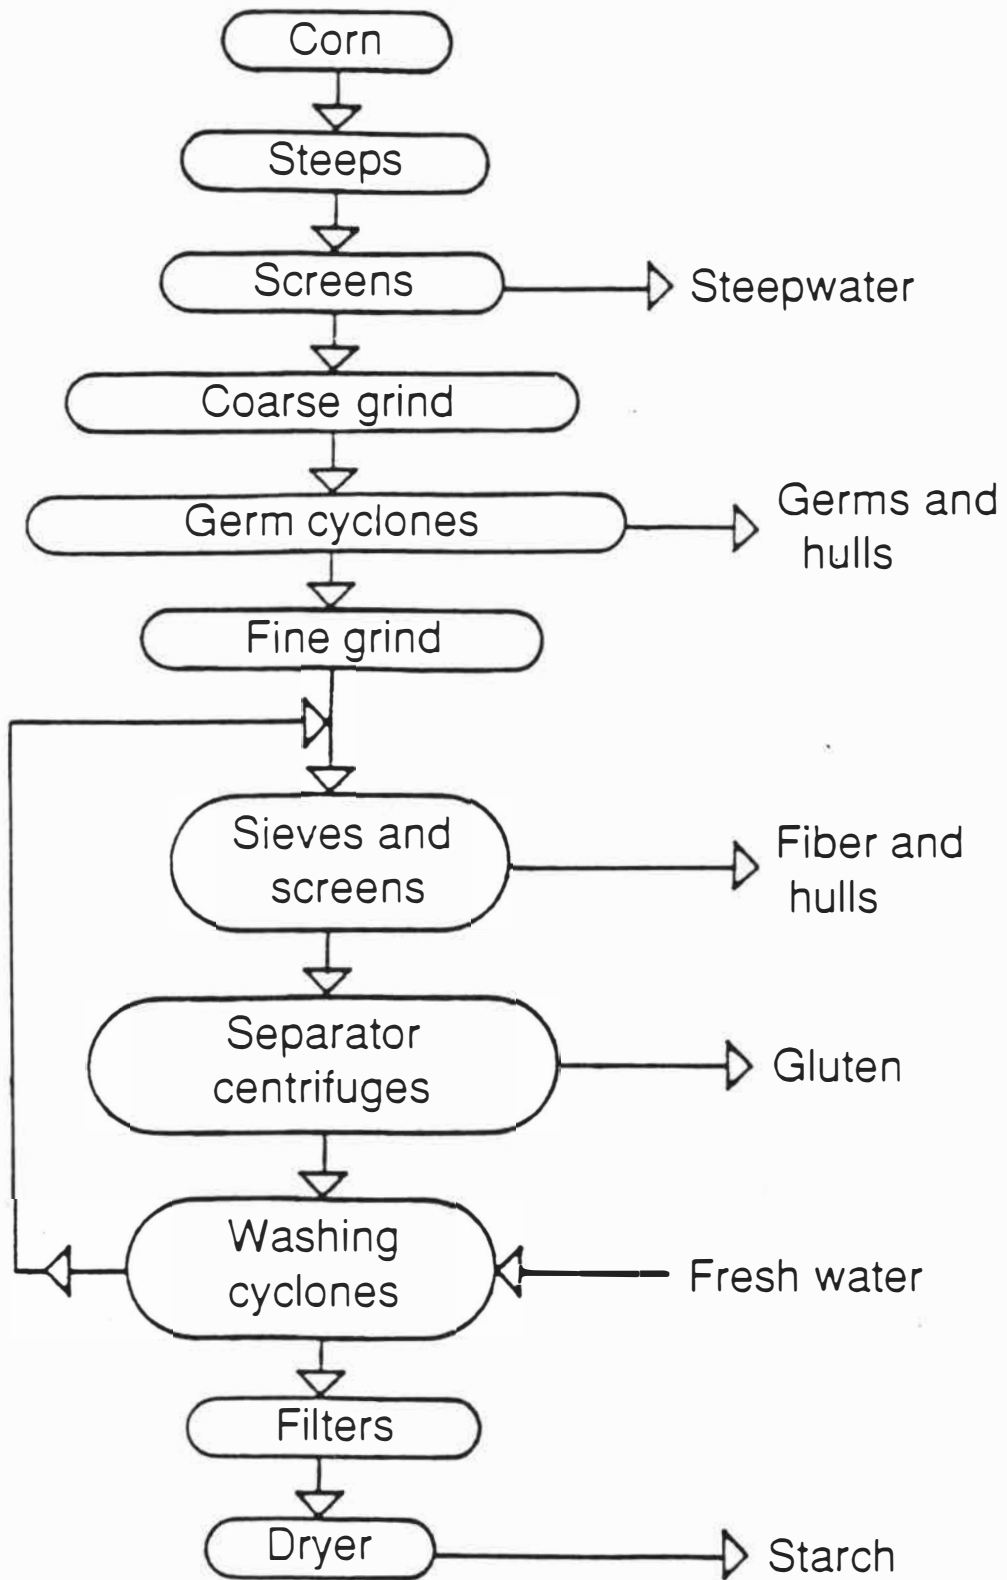 Corn
Steeps
Screens
Steepwater
Coarse grind
Germ cyclones
Germs and
hulls
Fine grind
Sieves and
screens
Fiber and
hulls
Separator
centrifuges
Gluten
Washing
cyclones
Fresh water
Filters
Dryer
Starch